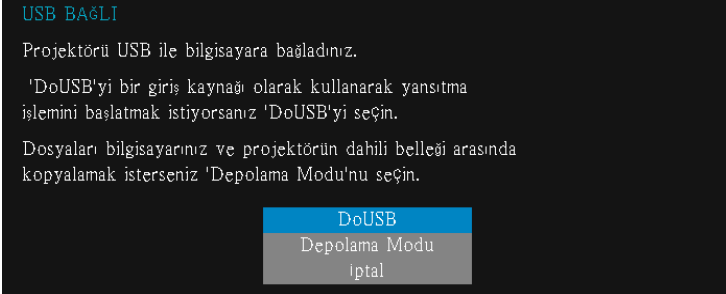 USB BAğLI
Projektörü USB ile bilgisayara bağladınız.
'DoUSB'yi bir giriş kaynağı olarak kullanarak yansıtma
işlemini başlatmak istiyorsanız 'DoUSB'yi seçin.
Dosyaları bilgisayarınız ve projektörün dahili belleği arasında
kopyalamak isterseniz 'Depolama Modu'nu seçin.
DoUSB
Depolama Modu
iptal